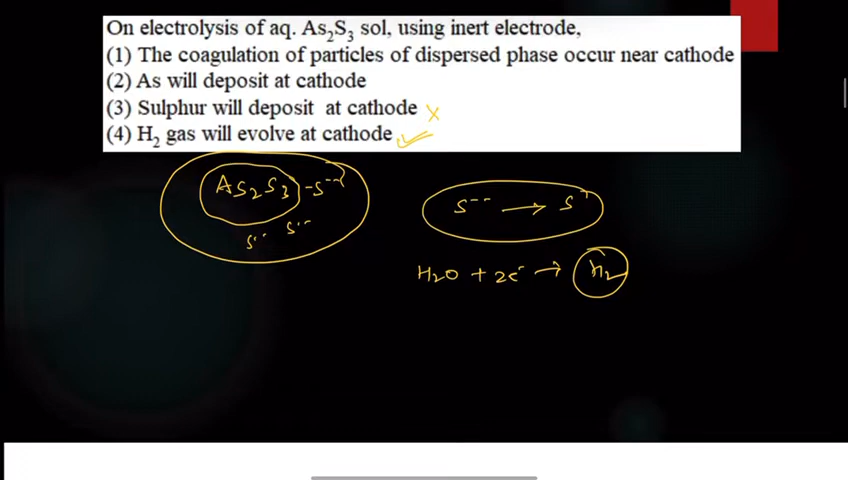 On electrolysis of aq. As₂S₃ sol, using inert electrode,
(1) The coagulation of particles of dispersed phase occur near cathode
(2) As will deposit at cathode
(3) Sulphur will deposit at cathode x
(4) H₂ gas will evolve at cathode ✓
As₂S₃ -S⁻⁻
S⁻⁻ S⁻⁻
S⁻⁻ → S
H₂O + 2e⁻ → H₂